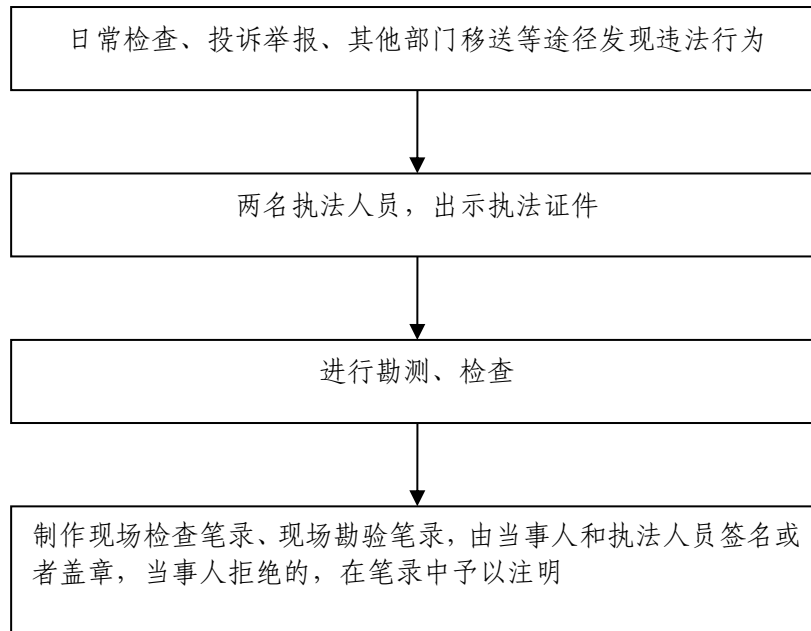 日常检查、投诉举报、其他部门移送等途径发现违法行为
两名执法人员，出示执法证件
进行勘测、检查
制作现场检查笔录、现场勘验笔录，由当事人和执法人员签名或
者盖章，当事人拒绝的，在笔录中予以注明